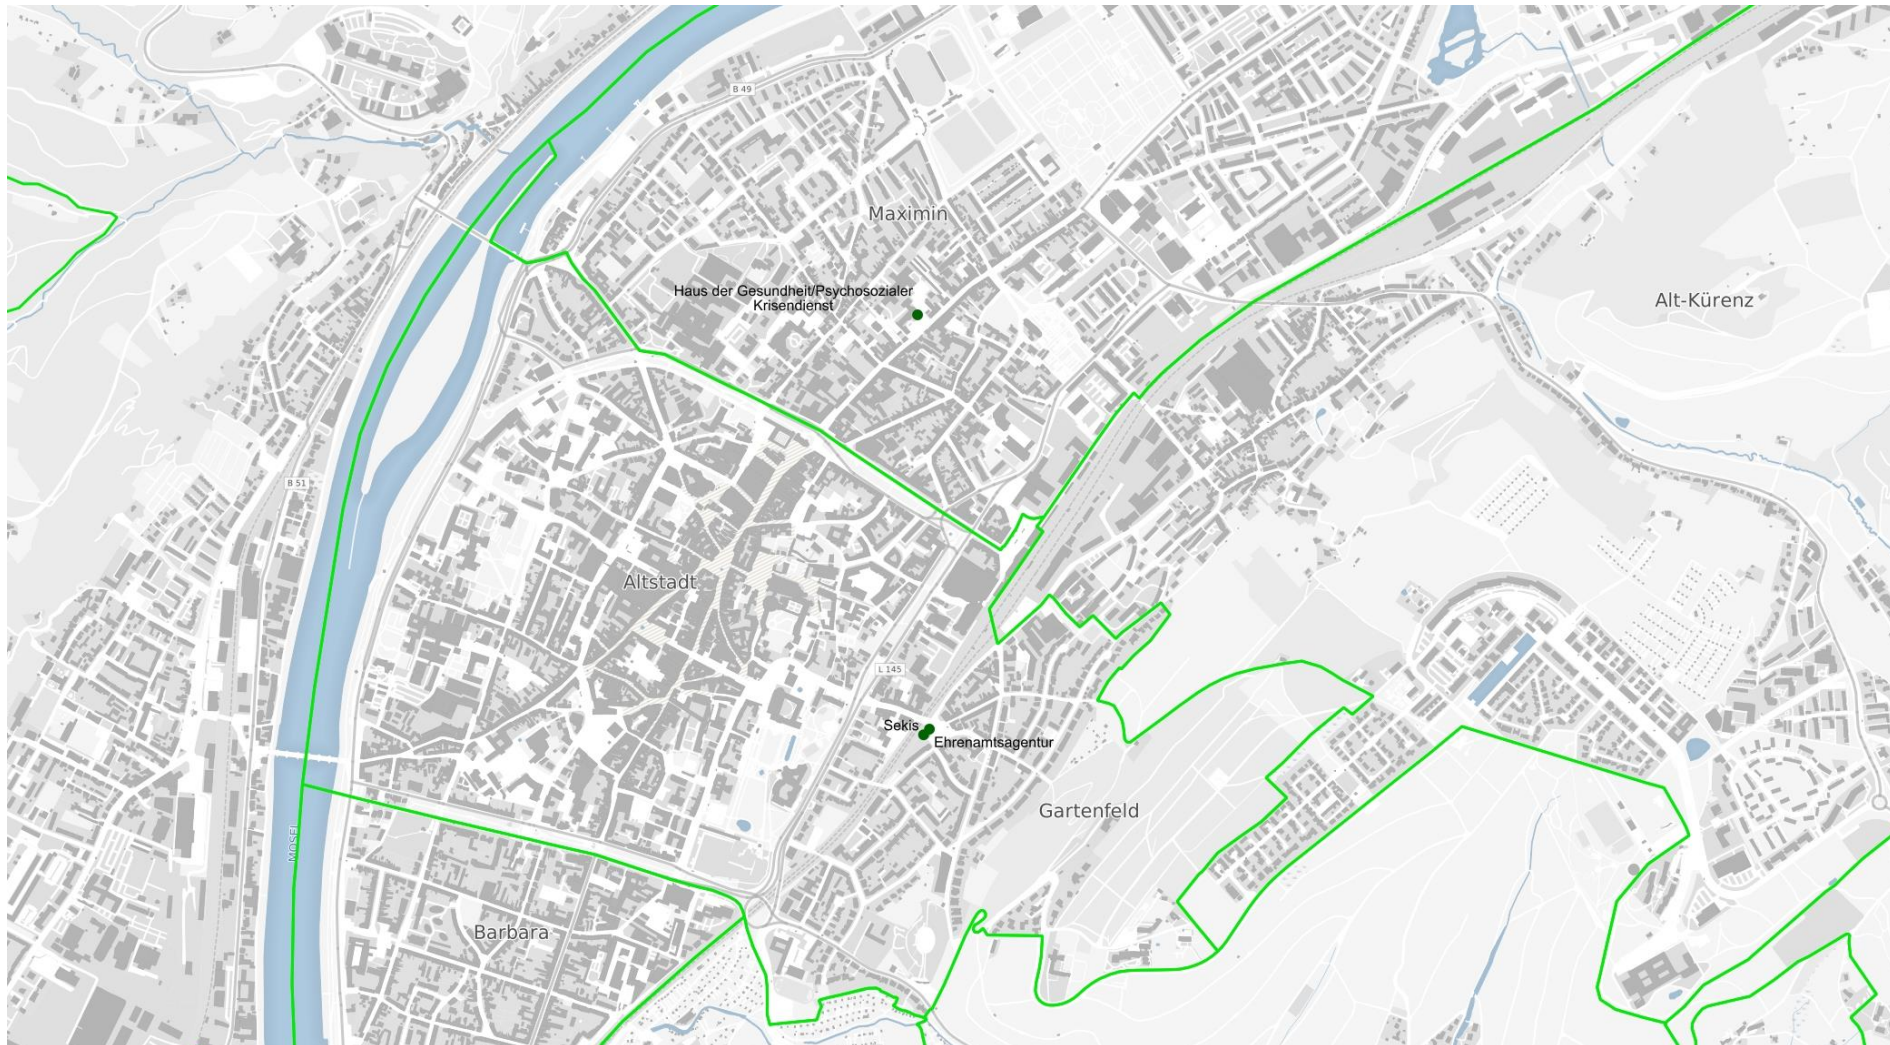 B 49
Maximin
Haus der Gesundheit/Psychosozialer
Krisendienst
Alt-Kürenz
B 51
Altstadt
L 145
Sekis
Ehrenamtsagentur
Gartenfeld
MOSEL
Barbara